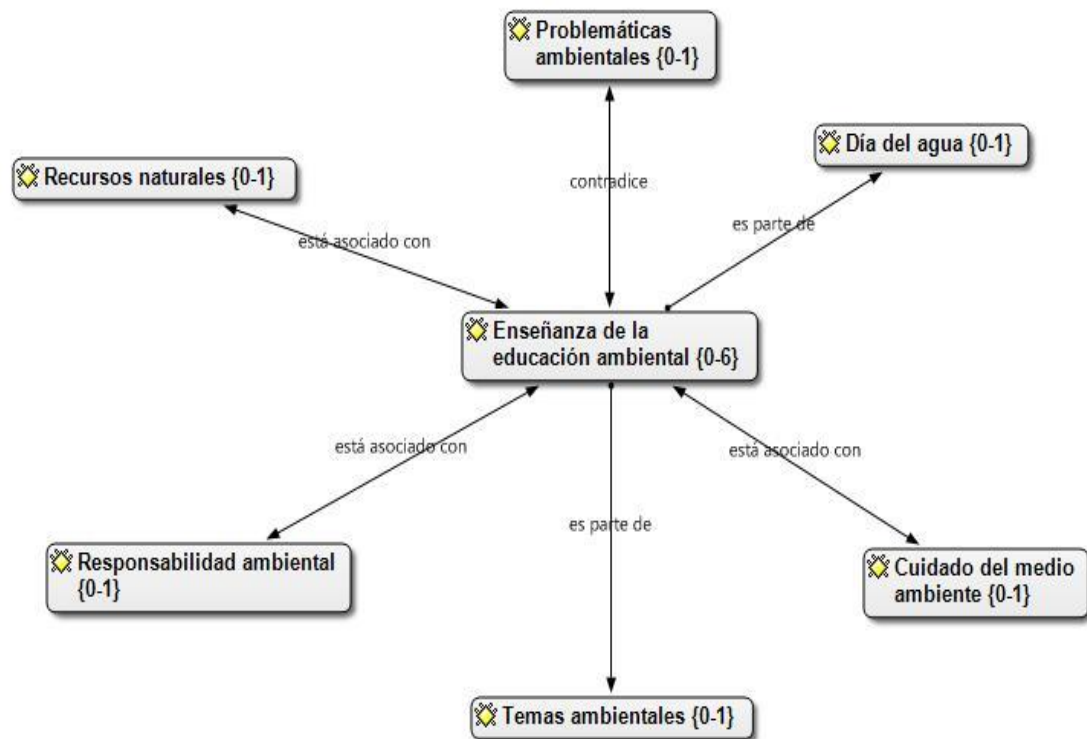 Problemáticas
ambientales {0-1}
Día del agua {0-1}
Recursos naturales {0-1}
contradice
es parte de
está asociado con
Enseñanza de la
educación ambiental {0-6}
está asociado con
está asociado con
es parte de
Responsabilidad ambiental
{0-1}
Cuidado del medio
ambiente {0-1}
Temas ambientales {0-1}